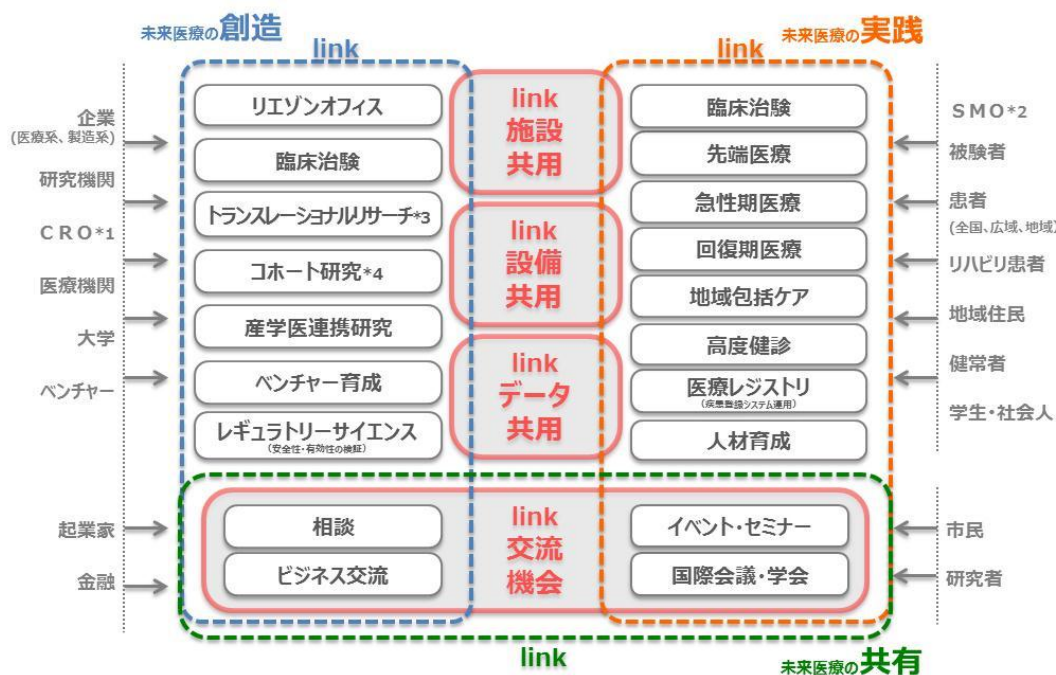 未来医療の創造
link
link
未来医療の実践
企業
(医療系、製造系)
研究機関
CRO*1
医療機関
大学
ベンチャー
起業家
金融
リエゾンオフィス
臨床治験
トランスレーショナルリサーチ*3
コホート研究*4
産学医連携研究
ベンチャー育成
レギュラトリーサイエンス
(安全性・有効性の検証)
相談
ビジネス交流
link
施設
共用
link
設備
共用
link
データ
共用
link
交流
機会
臨床治験
先端医療
急性期医療
回復期医療
地域包括ケア
高度健診
医療レジストリ
(疾患登録システム運用)
人材育成
イベント・セミナー
国際会議・学会
SMO*2
被験者
患者
(全国、広域、地域)
リハビリ患者
地域住民
健常者
学生・社会人
市民
研究者
link
未来医療の共有